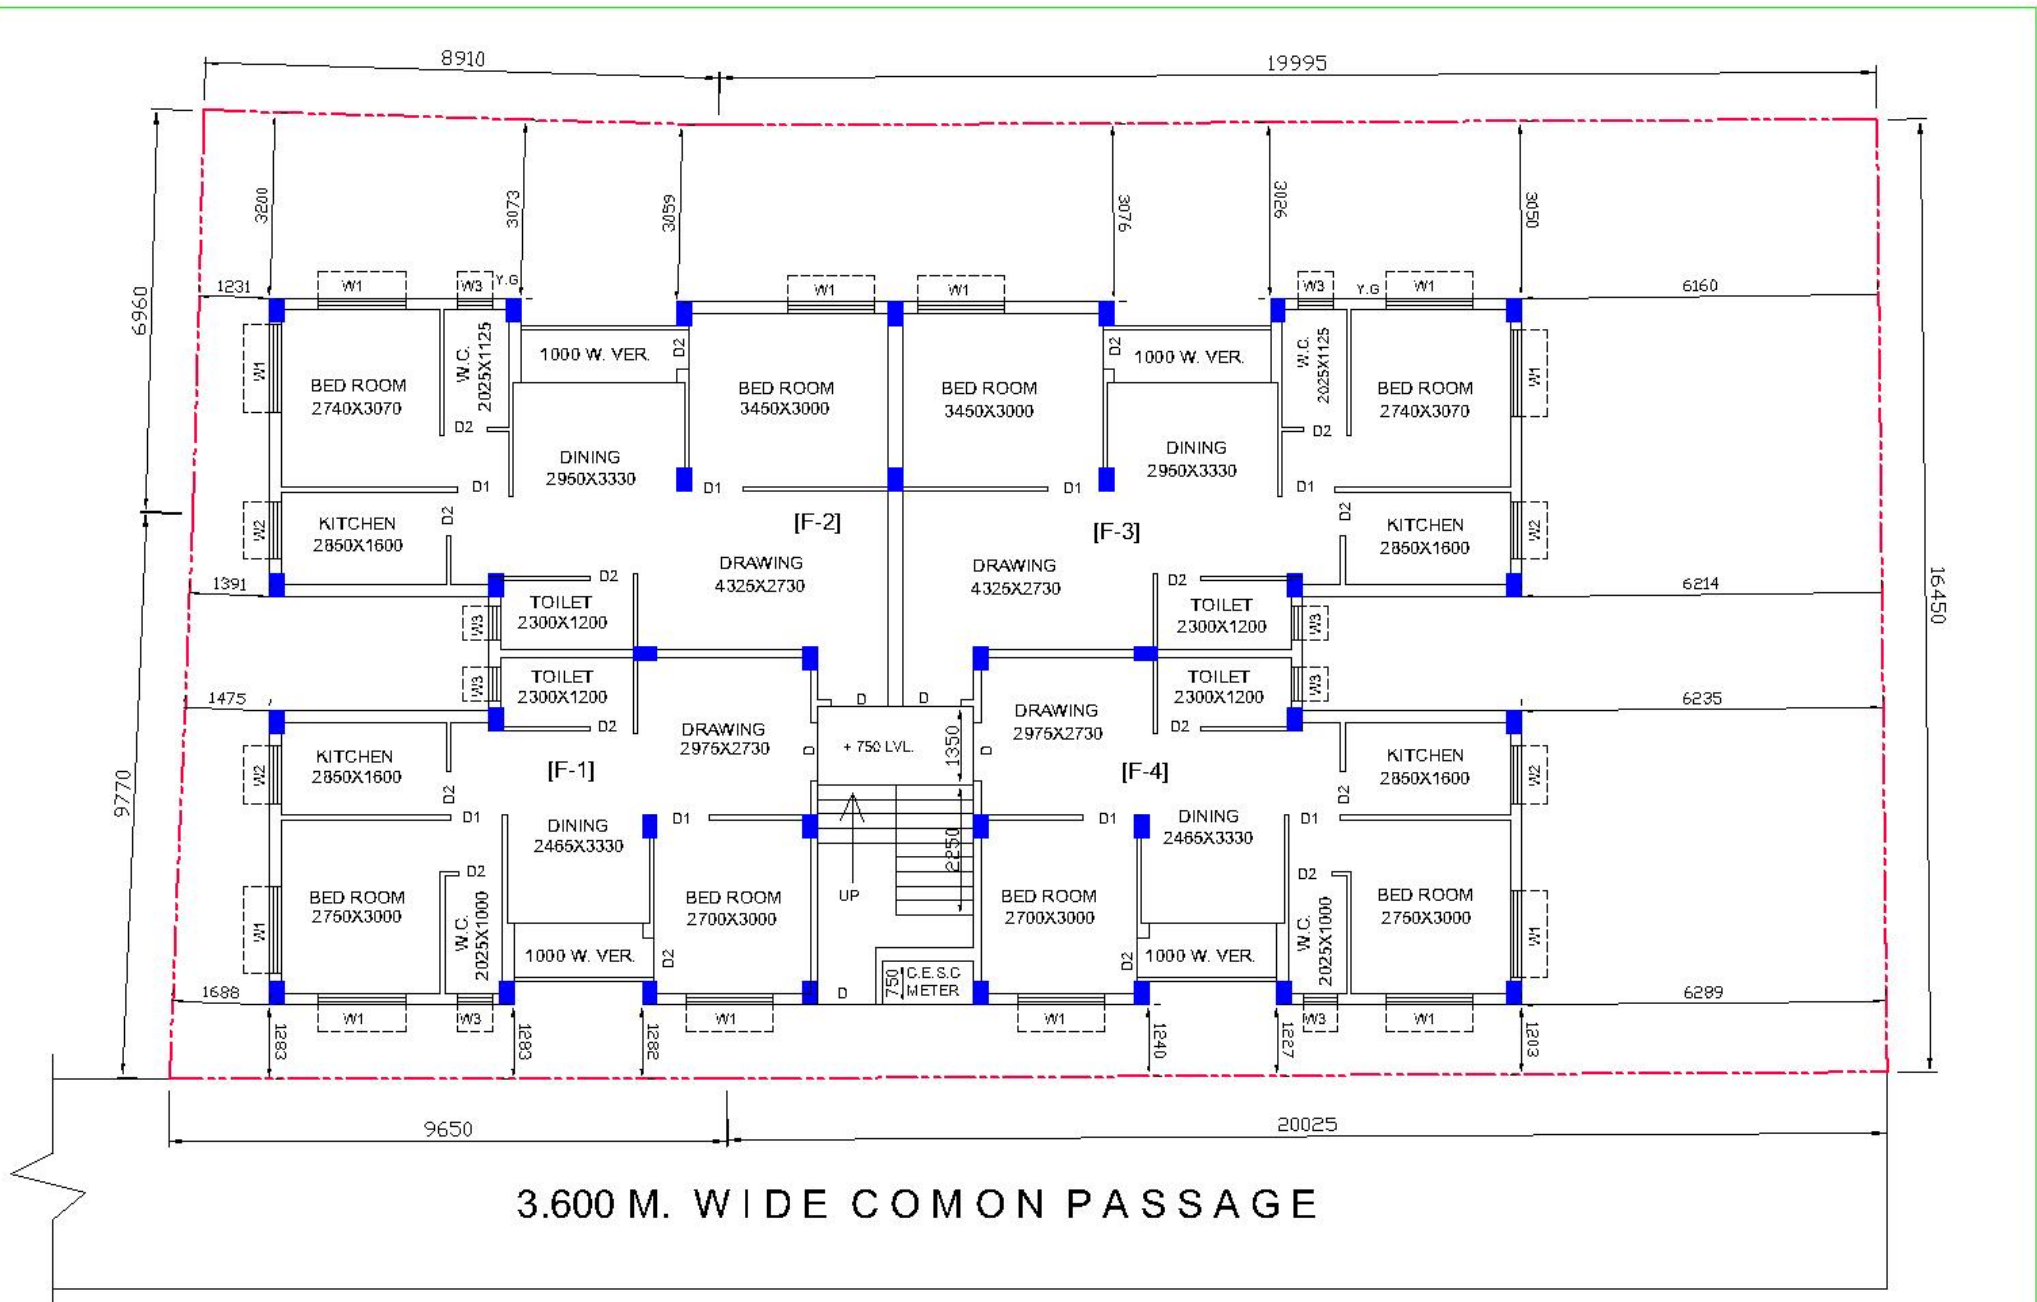 8910
19995
3200
3073
3059
3076
3026
3050
6960
1231
6160
W1
W3
Y.G
W1
W1
W3
Y.G
W1
W1
BED ROOM
2740X3070
W.C.
2025X1125
1000 W. VER.
D2
BED ROOM
3450X3000
BED ROOM
3450X3000
D2
1000 W. VER.
W.C.
2025X1125
BED ROOM
2740X3070
W1
D2
DINING
2950X3330
DINING
2950X3330
D2
D1
D1
D1
D1
W2
KITCHEN
2850X1600
D2
[F-2]
[F-3]
D2
KITCHEN
2850X1600
W2
DRAWING
4325X2730
DRAWING
4325X2730
1391
D2
D2
6214
16450
W3
TOILET
2300X1200
TOILET
2300X1200
W3
W3
TOILET
2300X1200
TOILET
2300X1200
W3
1475
6235
D
D
D2
DRAWING
2975X2730
DRAWING
2975X2730
D2
D
+ 750 LVL.
1350
D
9770
W2
KITCHEN
2850X1600
D2
[F-1]
[F-4]
D2
KITCHEN
2850X1600
W2
D1
DINING
2465X3330
D1
D1
DINING
2465X3330
D1
2250
UP
D2
D2
W1
BED ROOM
2750X3000
W.C.
2025X1000
BED ROOM
2700X3000
BED ROOM
2700X3000
W.C.
2025X1000
BED ROOM
2750X3000
W1
1000 W. VER.
D2
D2
1000 W. VER.
750
C.E.S.C
METER
D
1688
6289
W1
W3
W1
W1
W3
W1
1283
1283
1282
1240
1227
1203
9650
20025
3.600 M. WIDE COMON PASSAGE